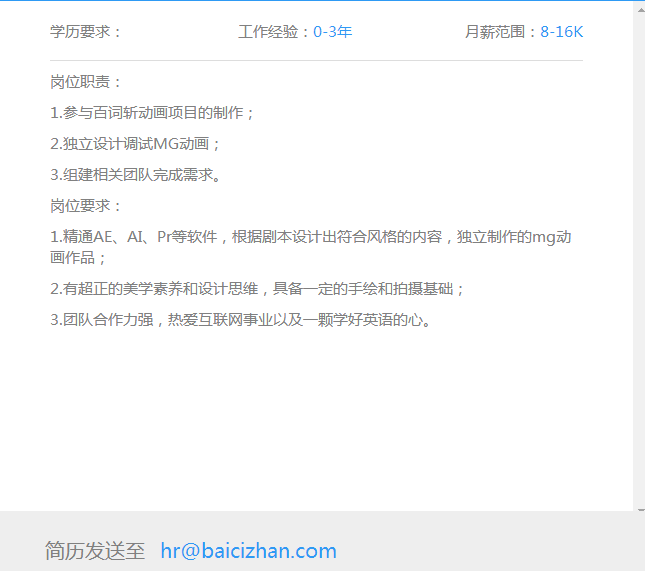 学历要求： 工作经验：0-3年 月薪范围：8-16K
岗位职责：
1.参与百词斩动画项目的制作；
2.独立设计调试MG动画；
3.组建相关团队完成需求。
岗位要求：
1.精通AE、AI、Pr等软件，根据剧本设计出符合风格的内容，独立制作的mg动
画作品；
2.有超正的美学素养和设计思维，具备一定的手绘和拍摄基础；
3.团队合作力强，热爱互联网事业以及一颗学好英语的心。
简历发送至 hr@baicizhan.com